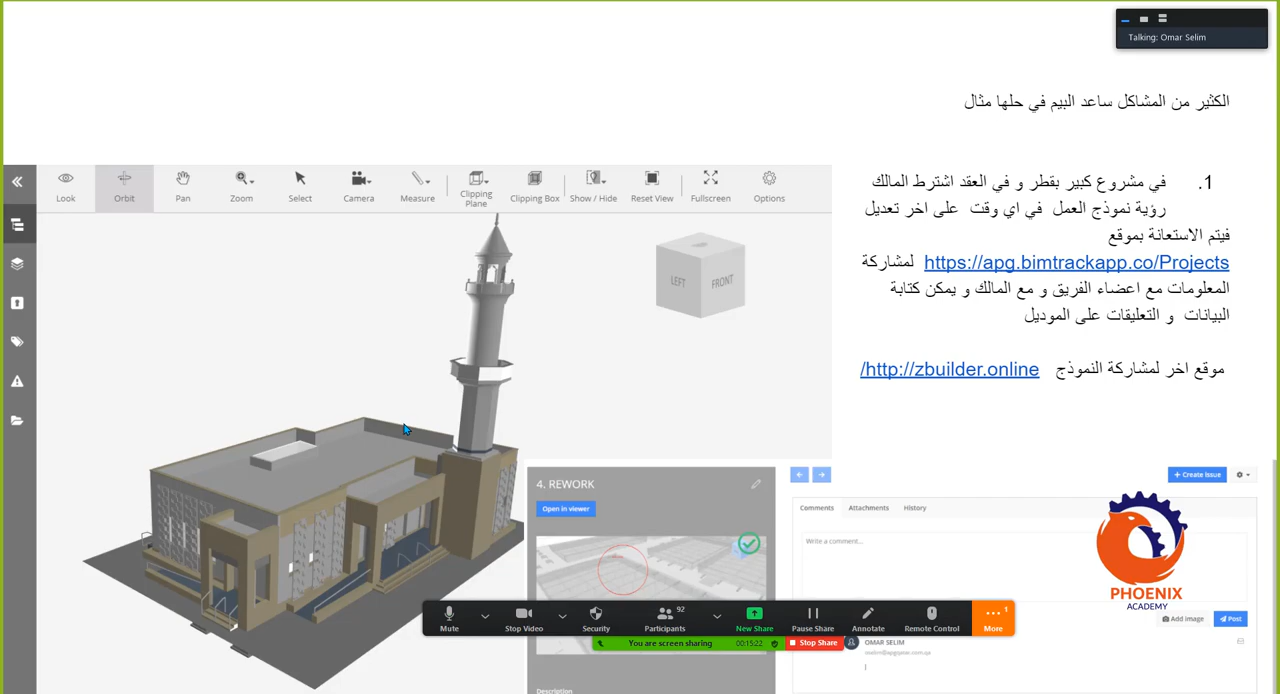 Talking: Omar Selim
الكثير من المشاكل ساعد البيم في حلها مثال
1. في مشروع كبير بقطر و في العقد اشترط المالك
رؤية نموذج العمل في اي وقت على اخر تعديل
فيتم الاستعانة بموقع
https://apg.bimtrackapp.co/Projects لمشاركة
المعلومات مع اعضاء الفريق و مع المالك و يمكن كتابة
البيانات و التعليقات على الموديل
موقع اخر لمشاركة النموذج http://zbuilder.online/
Look Orbit Pan Zoom Select Camera Measure Clipping Plane Clipping Box Show / Hide Reset View Fullscreen Options
LEFT FRONT
4. REWORK
Open in viewer
+ Create Issue
Comments Attachments History
Write a comment...
PHOENIX
ACADEMY
Add image Post
Mute Stop Video Security Participants 92 New Share Pause Share Annotate Remote Control More 1
You are screen sharing 00:15:22 Stop Share
OMAR SELIM
Description